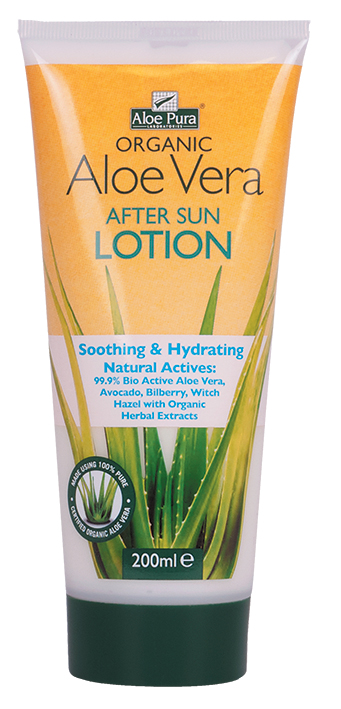 Aloe Pura
LABORATORIES
ORGANIC
Aloe Vera
AFTER SUN
LOTION
Soothing & Hydrating
Natural Actives:
99.9% Bio Active Aloe Vera,
Avocado, Bilberry, Witch
Hazel with Organic
Herbal Extracts
MADE USING 100% PURE
CERTIFIED ORGANIC ALOE VERA
200ml ℮